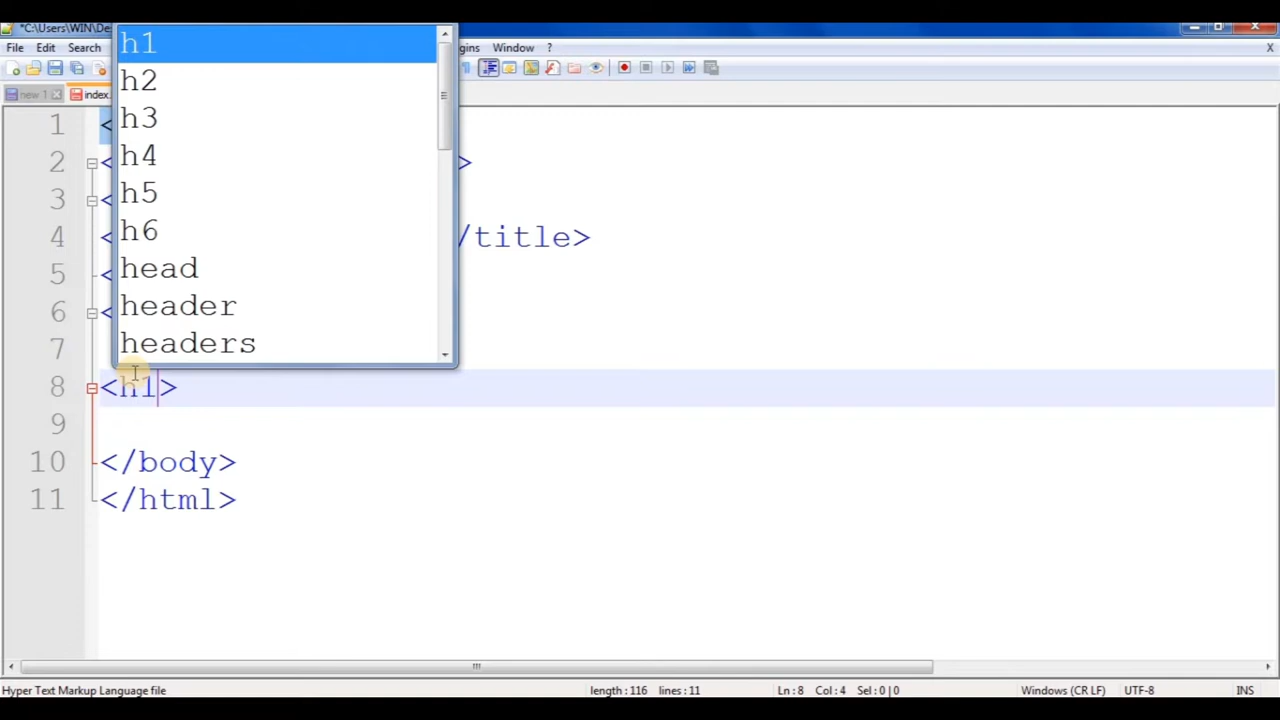 *C:\Users\WIN\De
File Edit Search Window ?
X
new 1 index.
h1
h2
h3
h4
h5
h6
head
header
headers
1 <
2 < >
3 <
4 < /title>
5 <
6 <
7
8 <h1>
9
10 </body>
11 </html>
Hyper Text Markup Language file length : 116 lines : 11 Ln : 8 Col : 4 Sel : 0 | 0 Windows (CR LF) UTF-8 INS